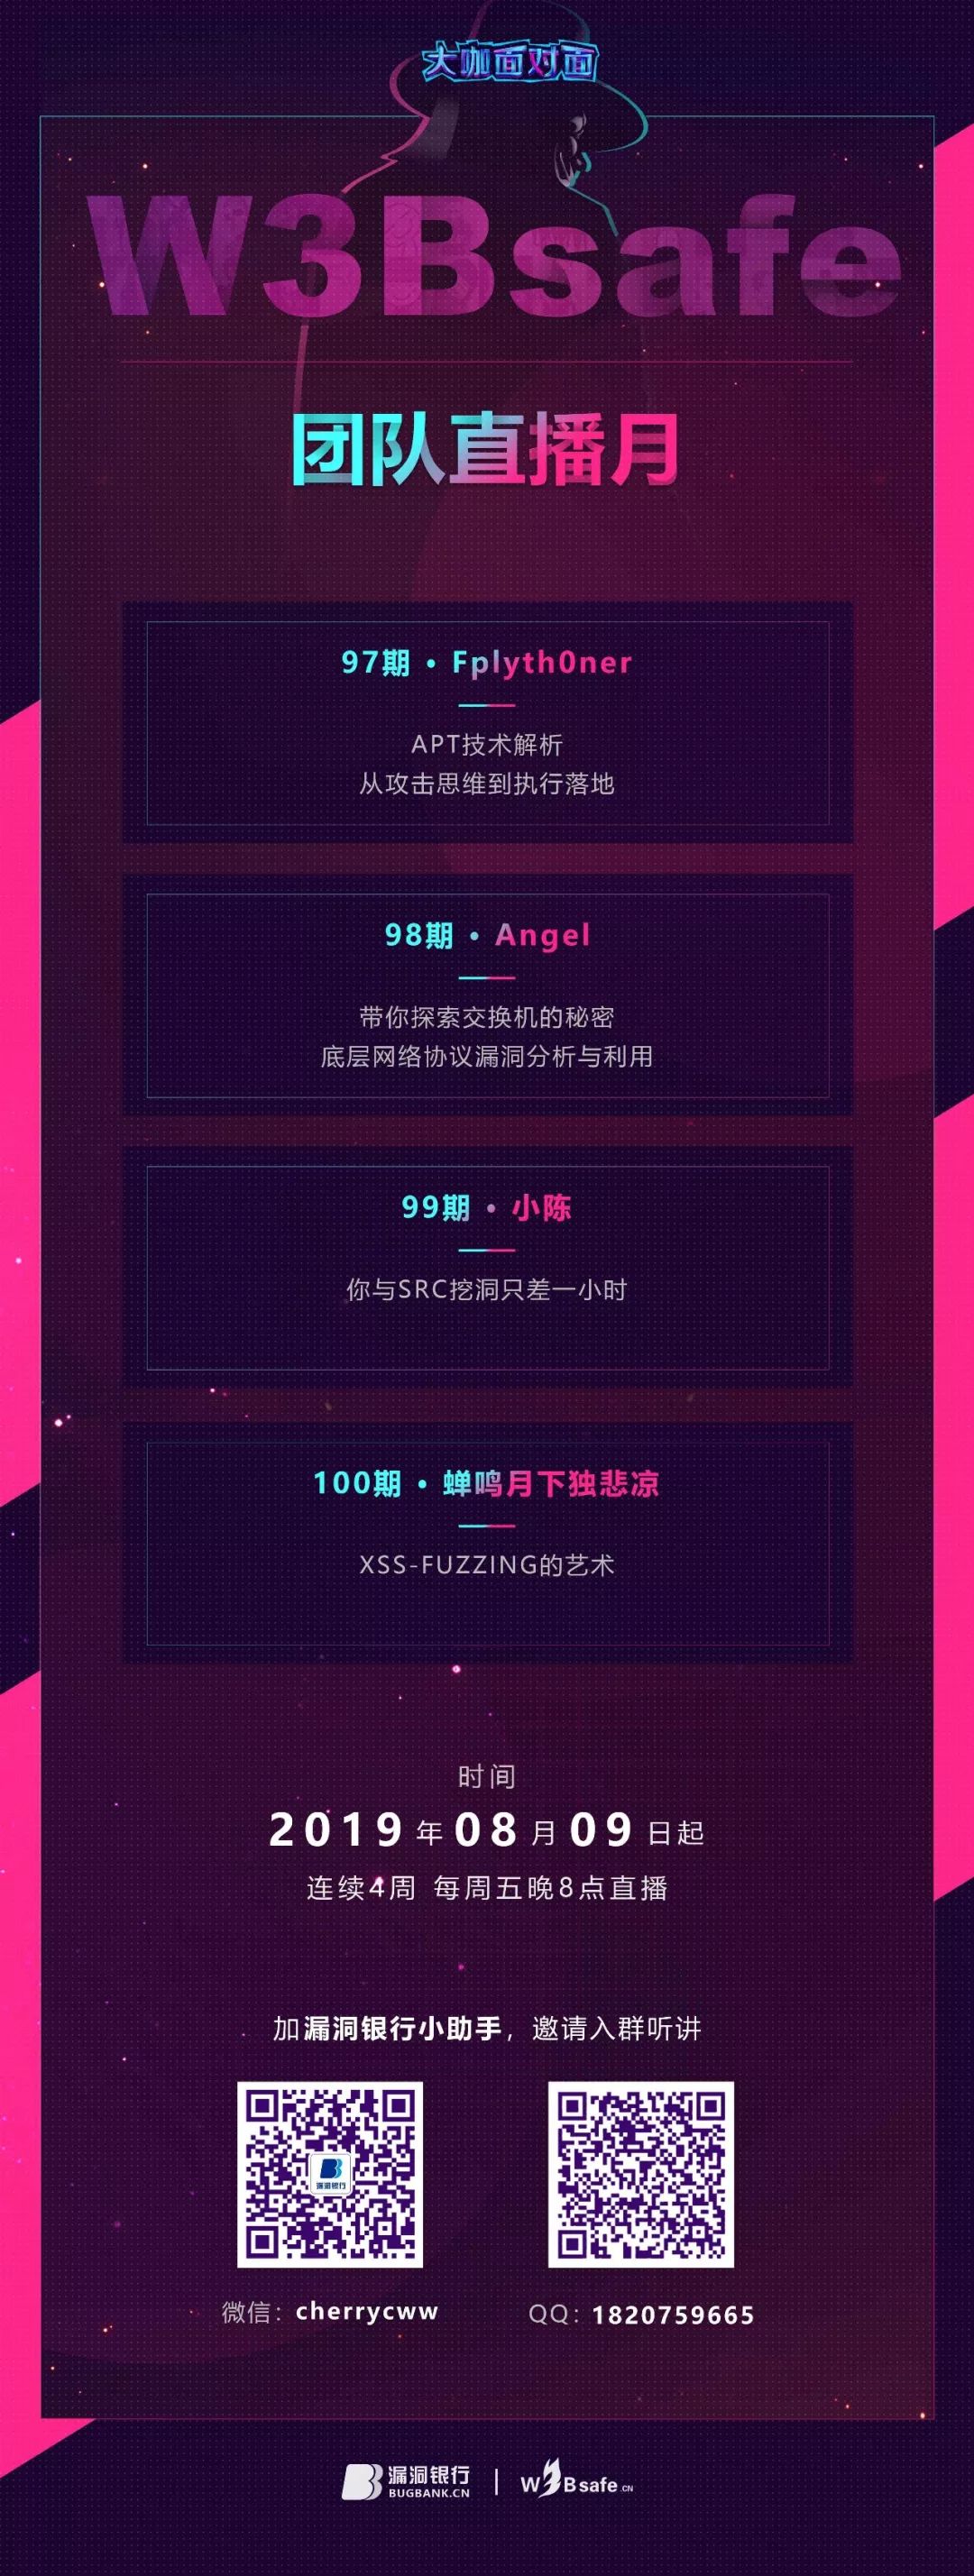 大咖面对面
W3Bsafe
团队直播月
97期 • Fplyth0ner
APT技术解析
从攻击思维到执行落地
98期 • Angel
带你探索交换机的秘密
底层网络协议漏洞分析与利用
99期 • 小陈
你与SRC挖洞只差一小时
100期 • 蝉鸣月下独悲凉
XSS-FUZZING的艺术
时间
2019年08月09日起
连续4周 每周五晚8点直播
加漏洞银行小助手，邀请入群听讲
漏洞银行
微信：cherrycww
QQ：1820759665
漏洞银行
BUGBANK.CN
W3Bsafe.CN